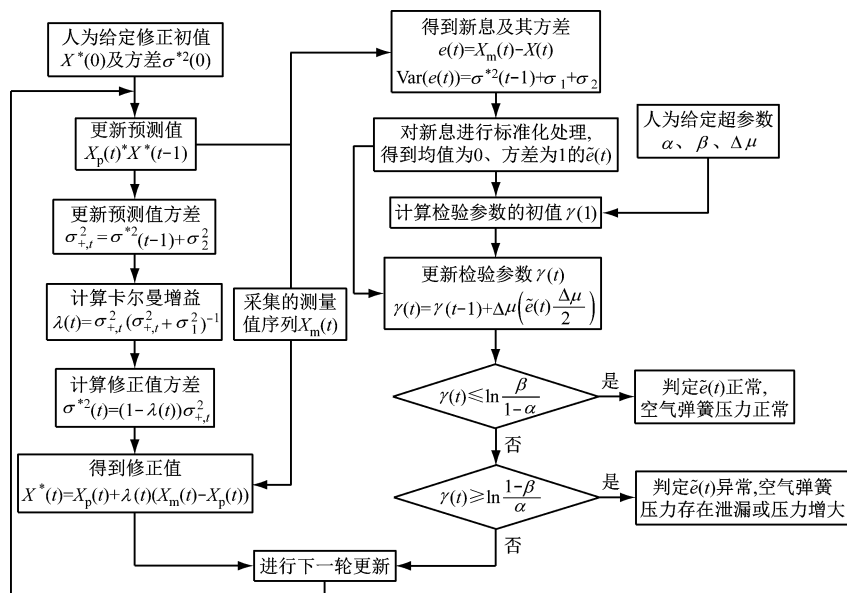 人为给定修正初值
X*(0)及方差σ*²(0)
更新预测值
Xₚ(t)*X*(t-1)
更新预测值方差
σ²₊,ₜ=σ*²(t-1)+σ²₂
计算卡尔曼增益
λ(t)=σ²₊,ₜ(σ²₊,ₜ+σ²₁)⁻¹
计算修正值方差
σ*²(t)=(1-λ(t))σ²₊,ₜ
得到修正值
X*(t)=Xₚ(t)+λ(t)(Xₘ(t)-Xₚ(t))
采集的测量
值序列Xₘ(t)
得到新息及其方差
e(t)=Xₘ(t)-X(t)
Var(e(t))=σ*²(t-1)+σ₁+σ₂
对新息进行标准化处理,
得到均值为0、方差为1的ẽ(t)
人为给定超参数
α、β、Δμ
计算检验参数的初值γ(1)
更新检验参数γ(t)
γ(t)=γ(t-1)+Δμ(ẽ(t)Δμ/2)
γ(t)≤ln β/(1-α)
是
判定ẽ(t)正常,
空气弹簧压力正常
否
γ(t)≥ln (1-β)/α
是
判定ẽ(t)异常,空气弹簧
压力存在泄漏或压力增大
否
进行下一轮更新